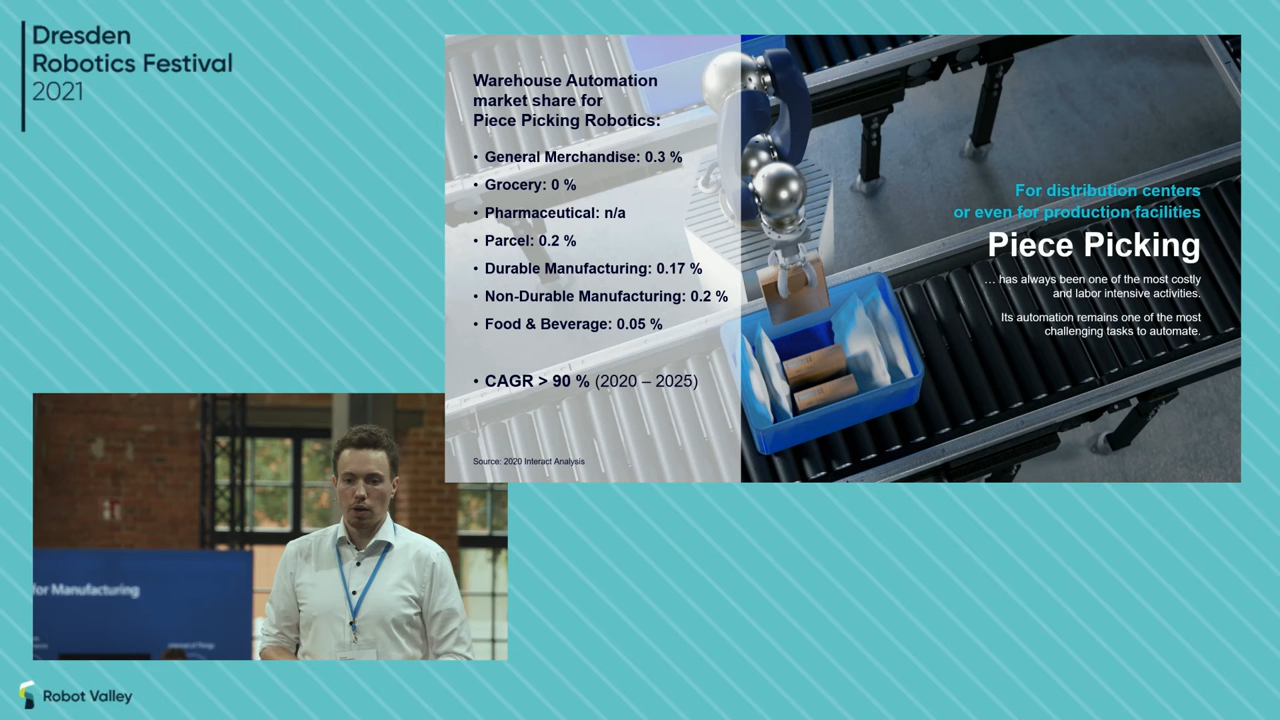 Dresden
Robotics Festival
2021
Warehouse Automation
market share for
Piece Picking Robotics:
• General Merchandise: 0.3 %
• Grocery: 0 %
• Pharmaceutical: n/a
• Parcel: 0.2 %
• Durable Manufacturing: 0.17 %
• Non-Durable Manufacturing: 0.2 %
• Food & Beverage: 0.05 %
• CAGR > 90 % (2020 – 2025)
Source: 2020 Interact Analysis
For distribution centers
or even for production facilities
Piece Picking
… has always been one of the most costly
and labor intensive activities.
Its automation remains one of the most
challenging tasks to automate.
for Manufacturing
Robot Valley